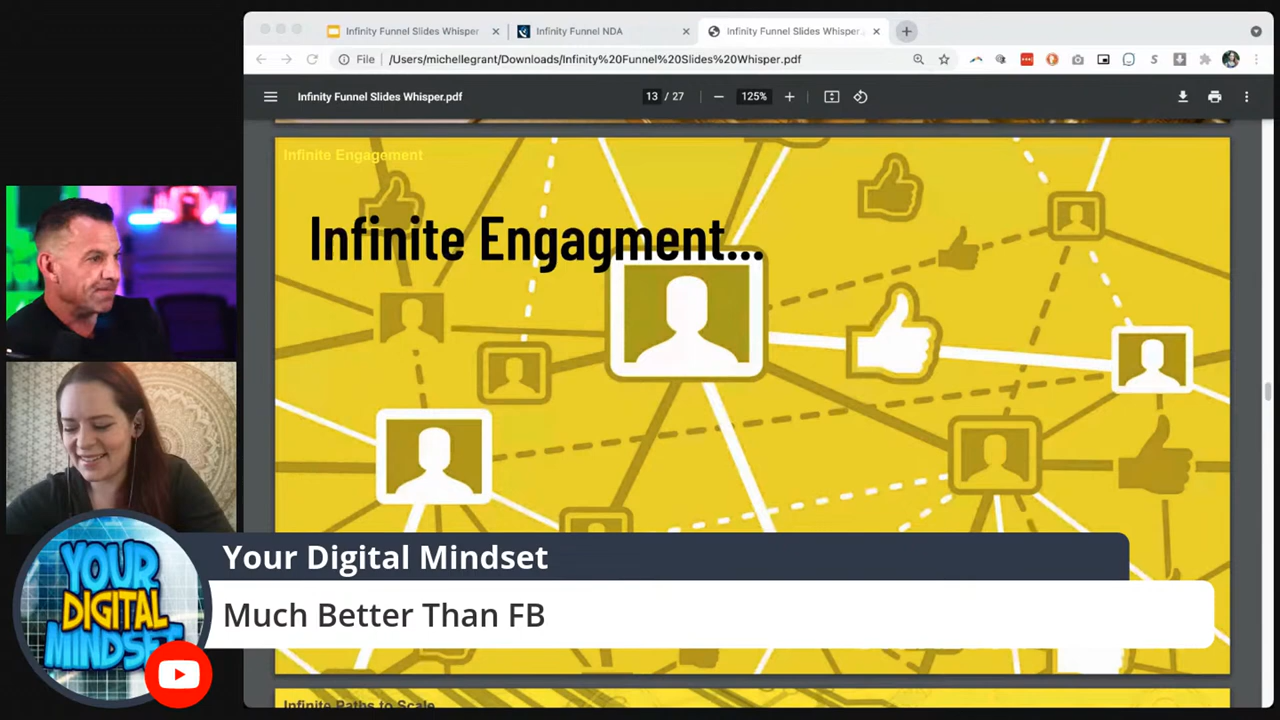 Infinity Funnel Slides Whisper
Infinity Funnel NDA
Infinity Funnel Slides Whisper
File
/Users/michellegrant/Downloads/Infinity%20Funnel%20Slides%20Whisper.pdf
Infinity Funnel Slides Whisper.pdf
13 / 27
125%
Infinite Engagement
Infinite Engagment...
Your Digital Mindset
Much Better Than FB
YOUR
DIGITAL
MINDSET
Infinite Paths to Scale